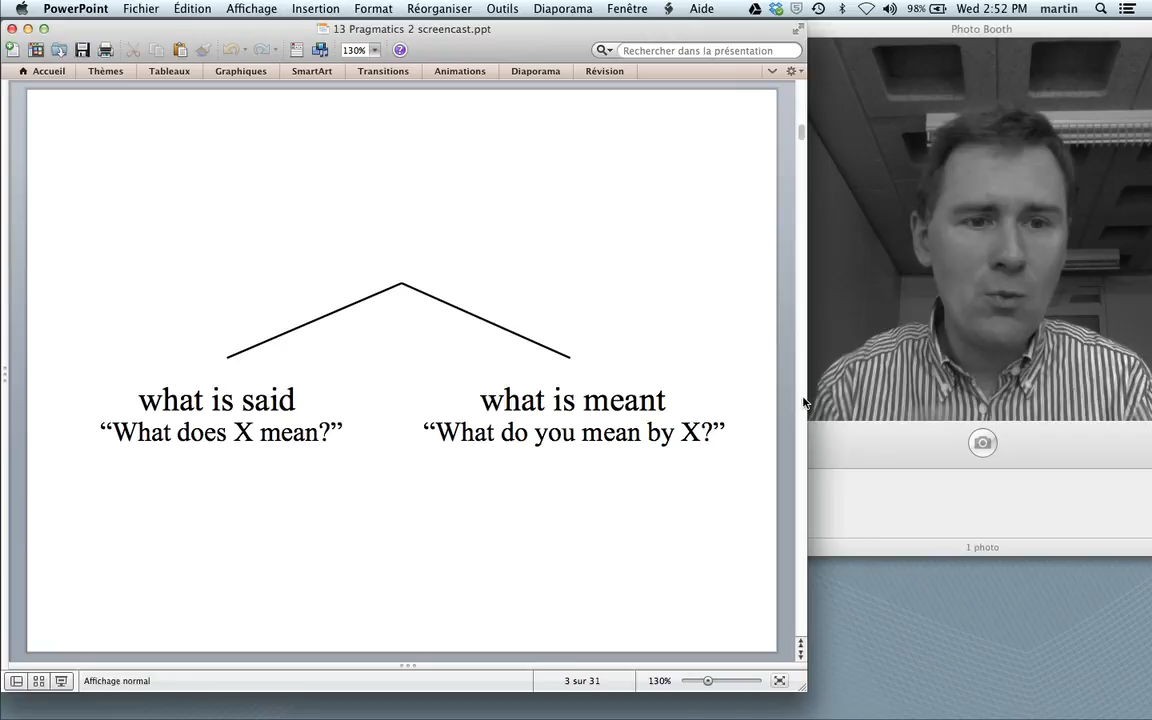 PowerPoint Fichier Édition Affichage Insertion Format Réorganiser Outils Diaporama Fenêtre Aide 98% Wed 2:52 PM martin
13 Pragmatics 2 screencast.ppt
Photo Booth
130% Rechercher dans la présentation
Accueil Thèmes Tableaux Graphiques SmartArt Transitions Animations Diaporama Révision
what is said
“What does X mean?”
what is meant
“What do you mean by X?”
1 photo
Affichage normal 3 sur 31 130%